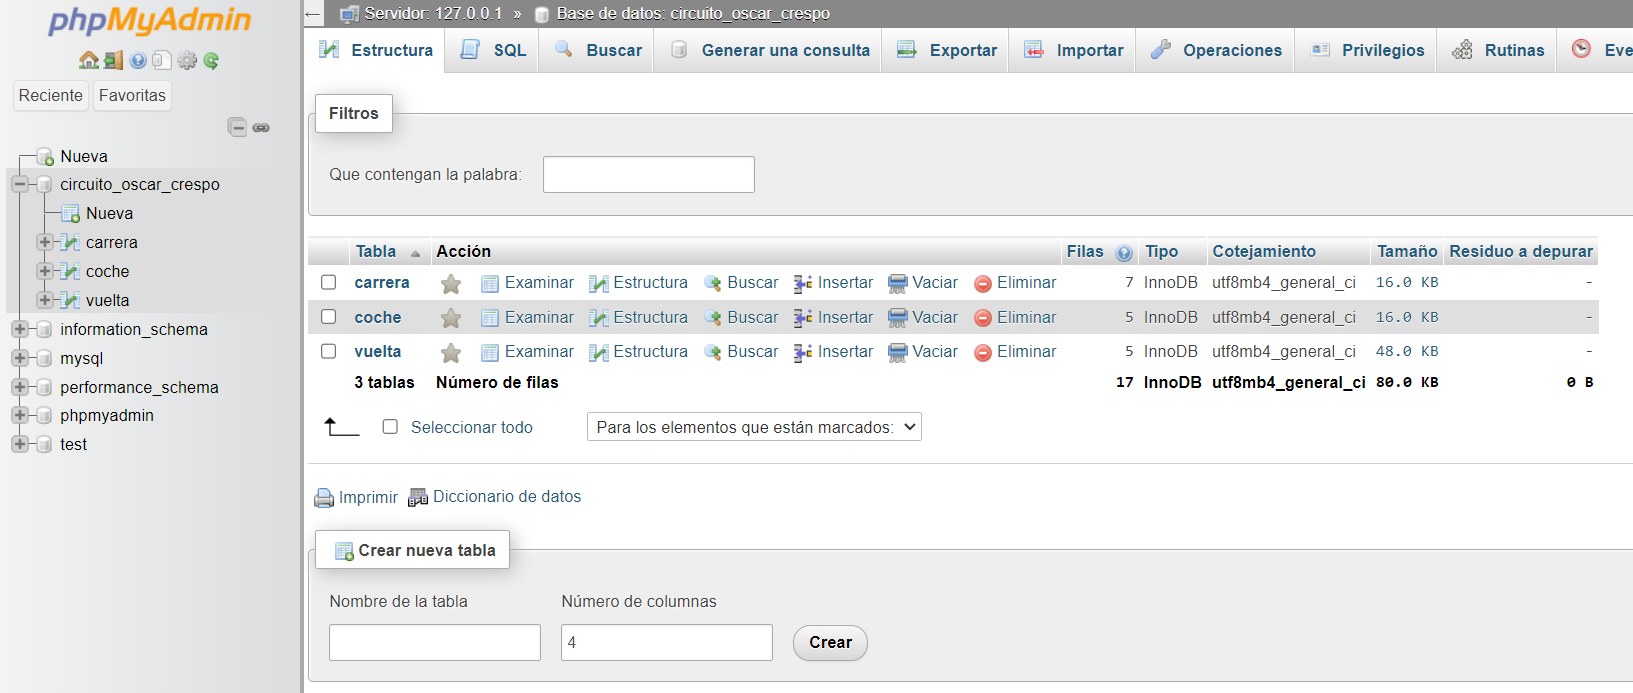 phpMyAdmin
Reciente Favoritas
Nueva
circuito_oscar_crespo
Nueva
carrera
coche
vuelta
information_schema
mysql
performance_schema
phpmyadmin
test
← Servidor: 127.0.0.1 » Base de datos: circuito_oscar_crespo
Estructura SQL Buscar Generar una consulta Exportar Importar Operaciones Privilegios Rutinas Eve
Filtros
Que contengan la palabra:
Tabla Acción Filas Tipo Cotejamiento Tamaño Residuo a depurar
carrera Examinar Estructura Buscar Insertar Vaciar Eliminar 7 InnoDB utf8mb4_general_ci 16.0 KB -
coche Examinar Estructura Buscar Insertar Vaciar Eliminar 5 InnoDB utf8mb4_general_ci 16.0 KB -
vuelta Examinar Estructura Buscar Insertar Vaciar Eliminar 5 InnoDB utf8mb4_general_ci 48.0 KB -
3 tablas Número de filas 17 InnoDB utf8mb4_general_ci 80.0 KB 0 B
Seleccionar todo Para los elementos que están marcados:
Imprimir Diccionario de datos
Crear nueva tabla
Nombre de la tabla Número de columnas
4 Crear